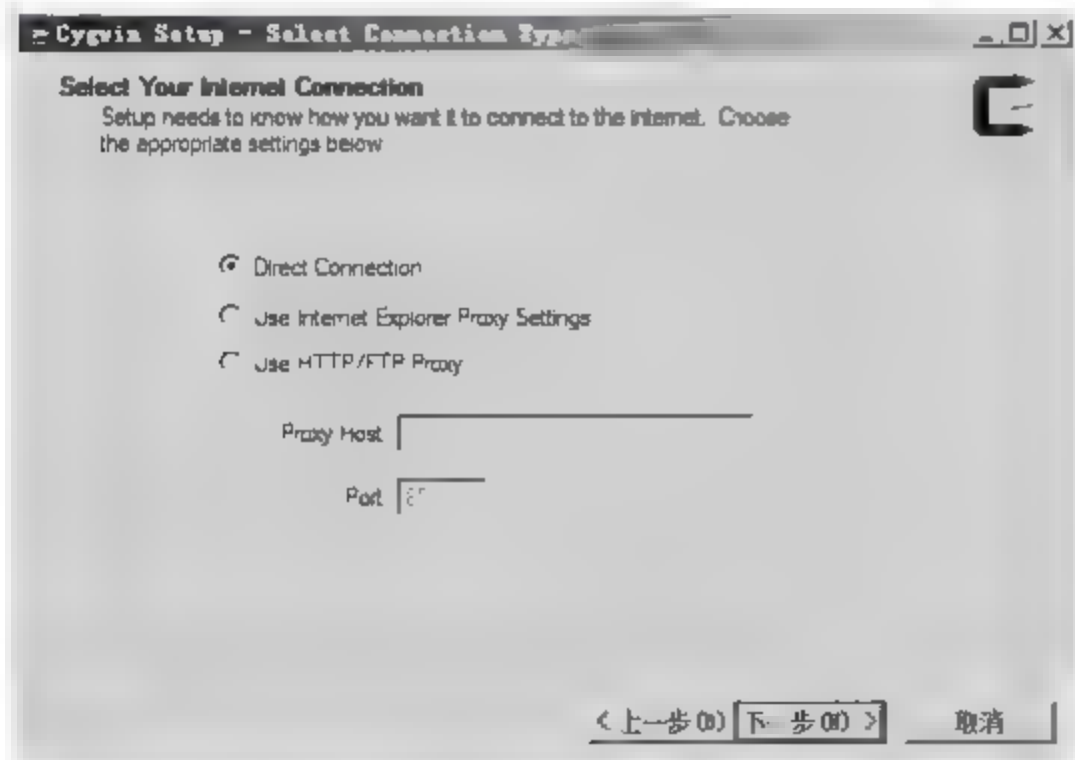 Cygwin Setup - Select Connection Type
Select Your Internet Connection
Setup needs to know how you want it to connect to the internet. Choose
the appropriate settings below
Direct Connection
Use Internet Explorer Proxy Settings
Use HTTP/FTP Proxy
Proxy Host
Port
< 上一步(B) 下一步(N) > 取消